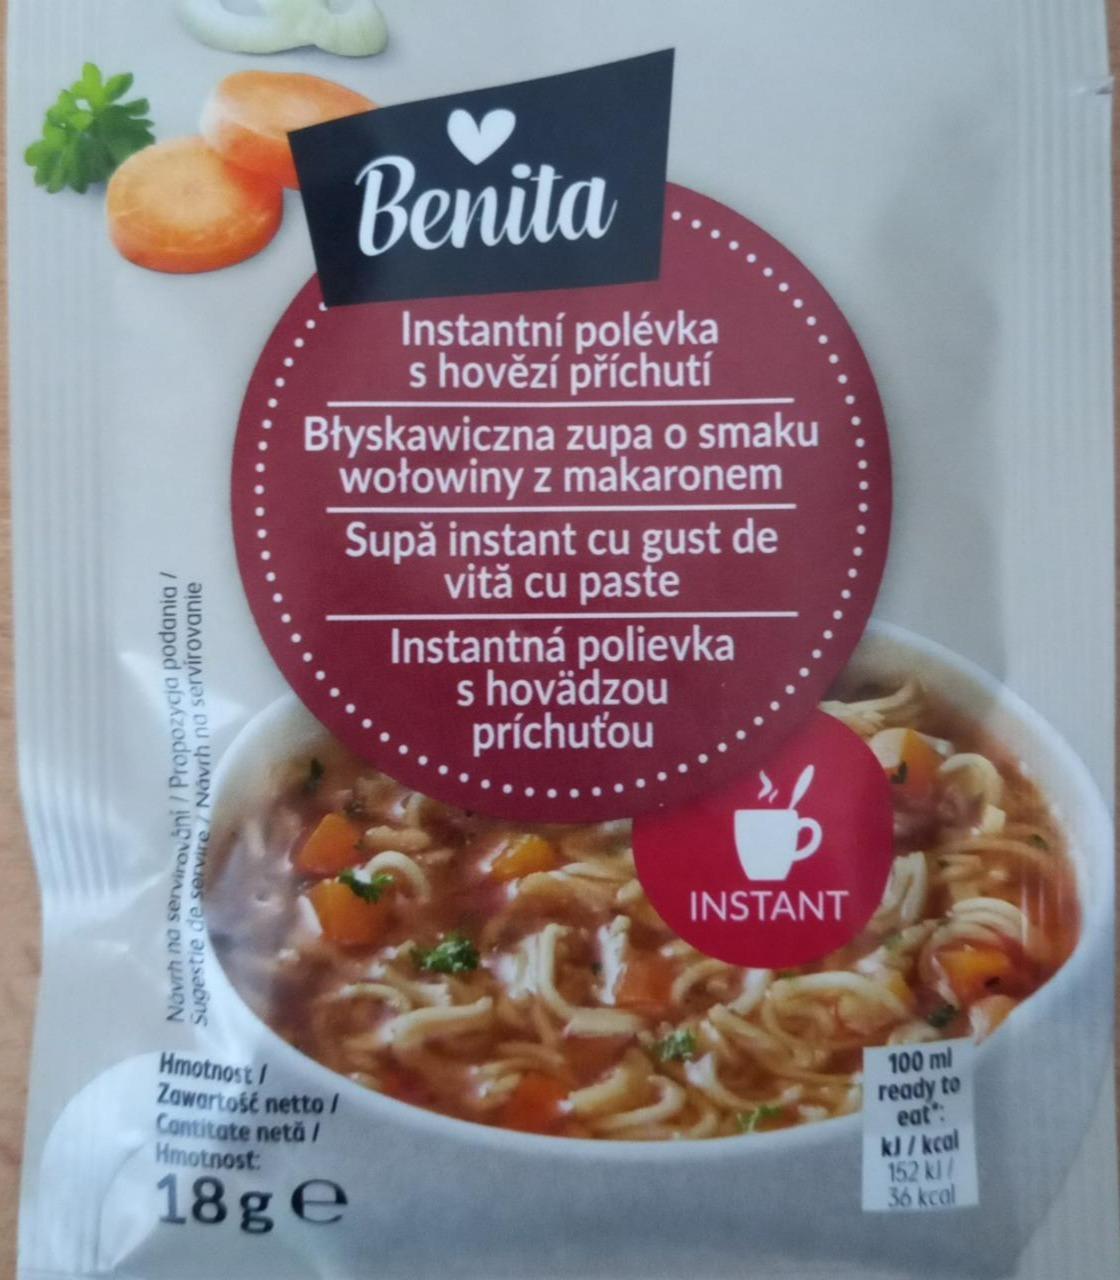 Benita
Instantní polévka
s hovězí příchutí
Błyskawiczna zupa o smaku
wołowiny z makaronem
Supă instant cu gust de
vită cu paste
Instantná polievka
s hovädzou
príchuťou
INSTANT
Návrh na servírování / Propozycja podania /
Sugestie de servire / Návrh na servírovanie
Hmotnost /
Zawartość netto /
Cantitate netă /
Hmotnosť:
18 g ℮
100 ml
ready to
eat*:
kJ / kcal
152 kJ /
36 kcal